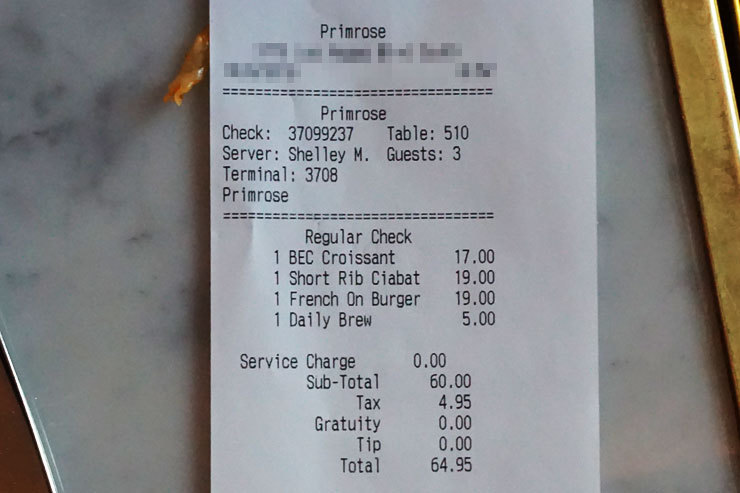 Primrose
================================
Primrose
Check: 37099237 Table: 510
Server: Shelley M. Guests: 3
Terminal: 3708
Primrose
================================
Regular Check
1 BEC Croissant 17.00
1 Short Rib Ciabat 19.00
1 French On Burger 19.00
1 Daily Brew 5.00
Service Charge 0.00
Sub-Total 60.00
Tax 4.95
Gratuity 0.00
Tip 0.00
Total 64.95